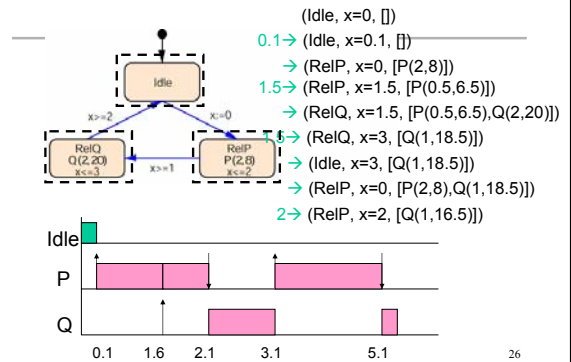 (Idle, x=0, [])
0.1→ (Idle, x=0.1, [])
→ (RelP, x=0, [P(2,8)])
1.5→ (RelP, x=1.5, [P(0.5,6.5)])
→ (RelQ, x=1.5, [P(0.5,6.5),Q(2,20)])
1.5→ (RelQ, x=3, [Q(1,18.5)])
→ (Idle, x=3, [Q(1,18.5)])
→ (RelP, x=0, [P(2,8),Q(1,18.5)])
2→ (RelP, x=2, [Q(1,16.5)])
Idle
x>=2
x:=0
RelQ
Q(2,20)
x<=3
x>=1
RelP
P(2,8)
x<=2
Idle
P
Q
0.1 1.6 2.1 3.1 5.1
26